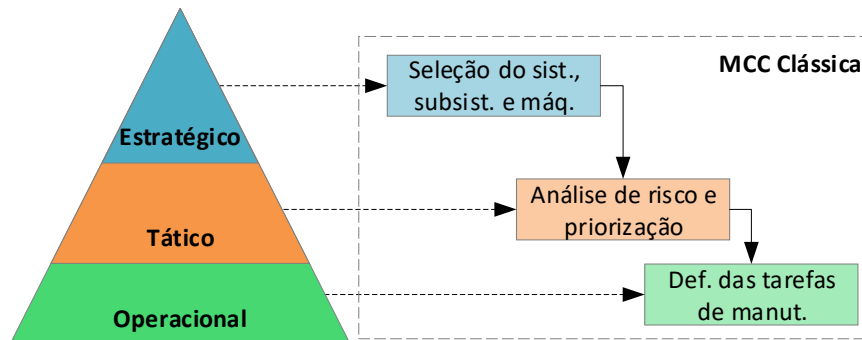 MCC Clássica
Seleção do sist.,
subsist. e máq.
Estratégico
Análise de risco e
priorização
Tático
Def. das tarefas
de manut.
Operacional